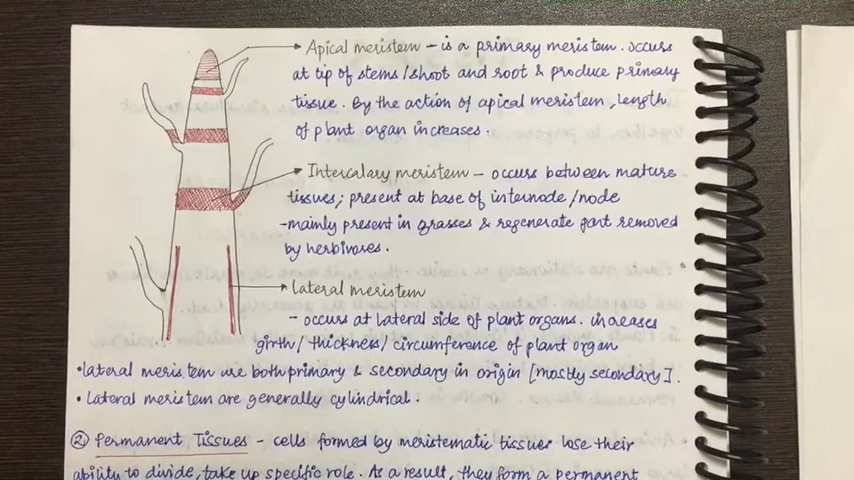 Apical meristem – is a primary meristem. occurs
at tip of stems/shoot and root & produce primary
tissue. By the action of apical meristem, length
of plant organ increases.
Intercalary meristem – occurs between mature
tissues; present at base of internode/node
-mainly present in grasses & regenerate part removed
by herbivores.
lateral meristem
- occurs at lateral side of plant organs. increases
girth/thickness/circumference of plant organ
•lateral meristem are both primary & secondary in origin [mostly secondary].
• Lateral meristem are generally cylindrical.
② Permanent Tissues – cells formed by meristematic tissues lose their
ability to divide, take up specific role. As a result, they form a permanent